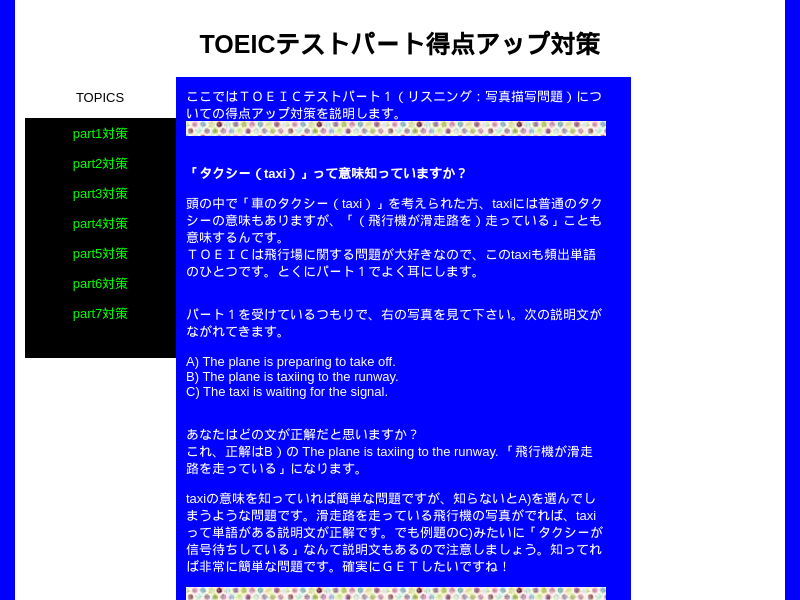 TOEICテストパート得点アップ対策
TOPICS
part1対策
part2対策
part3対策
part4対策
part5対策
part6対策
part7対策
ここではＴＯＥＩＣテストパート１（リスニング：写真描写問題）につ
いての得点アップ対策を説明します。
「タクシー（taxi）」って意味知っていますか？
頭の中で「車のタクシー（taxi）」を考えられた方、taxiには普通のタク
シーの意味もありますが、「（飛行機が滑走路を）走っている」ことも
意味するんです。
ＴＯＥＩＣは飛行場に関する問題が大好きなので、このtaxiも頻出単語
のひとつです。とくにパート１でよく耳にします。
パート１を受けているつもりで、右の写真を見て下さい。次の説明文が
ながれてきます。
A) The plane is preparing to take off.
B) The plane is taxiing to the runway.
C) The taxi is waiting for the signal.
あなたはどの文が正解だと思いますか？
これ、正解はB）の The plane is taxiing to the runway. 「飛行機が滑走
路を走っている」になります。
taxiの意味を知っていれば簡単な問題ですが、知らないとA)を選んでし
まうような問題です。滑走路を走っている飛行機の写真がでれば、taxi
って単語がある説明文が正解です。でも例題のC)みたいに「タクシーが
信号待ちしている」なんて説明文もあるので注意しましょう。知ってれ
ば非常に簡単な問題です。確実にＧＥＴしたいですね！